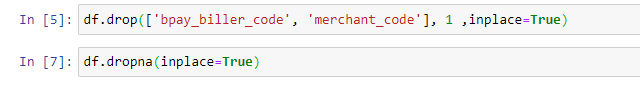 In [5]: df.drop(['bpay_biller_code', 'merchant_code'], 1 ,inplace=True)
In [7]: df.dropna(inplace=True)